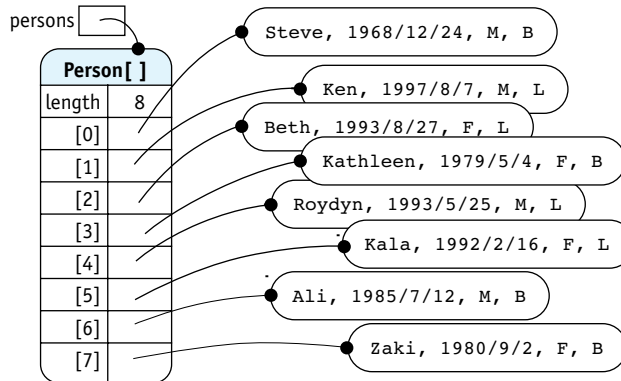 persons
Person[ ]
length 8
[0]
[1]
[2]
[3]
[4]
[5]
[6]
[7]
Steve, 1968/12/24, M, B
Ken, 1997/8/7, M, L
Beth, 1993/8/27, F, L
Kathleen, 1979/5/4, F, B
Roydyn, 1993/5/25, M, L
Kala, 1992/2/16, F, L
Ali, 1985/7/12, M, B
Zaki, 1980/9/2, F, B